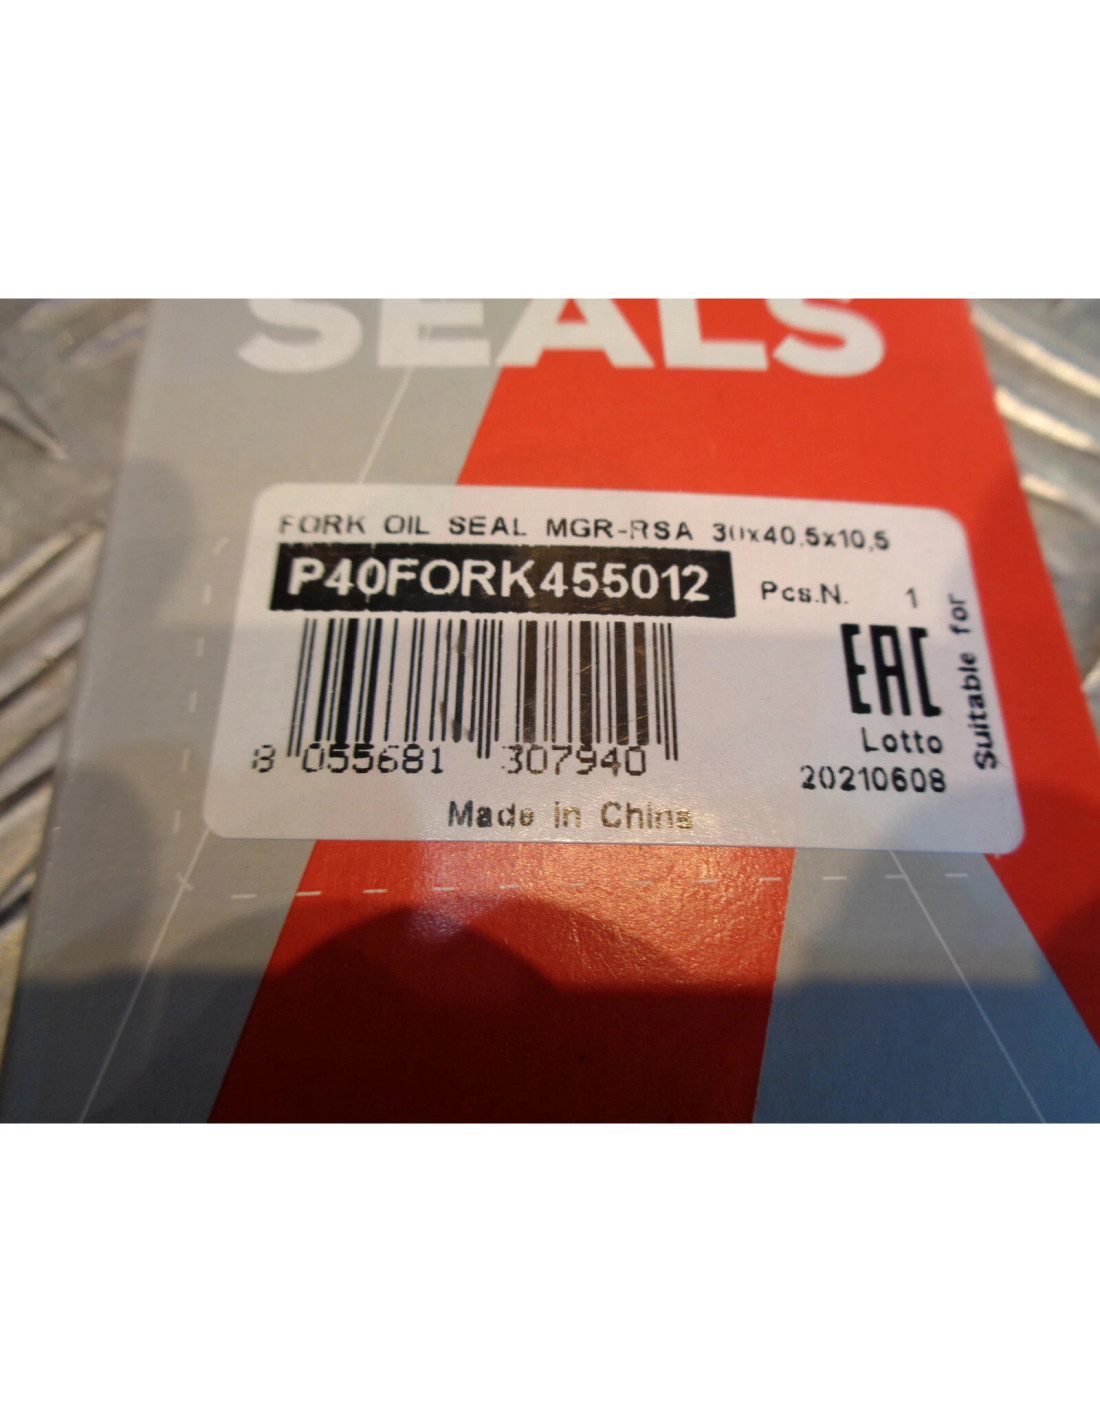 SEALS
FORK OIL SEAL MGR-RSA 30x40,5x10,5
P40FORK455012
Pcs.N. 1
EAC
Suitable for
Lotto
20210608
8 055681 307940
Made in China